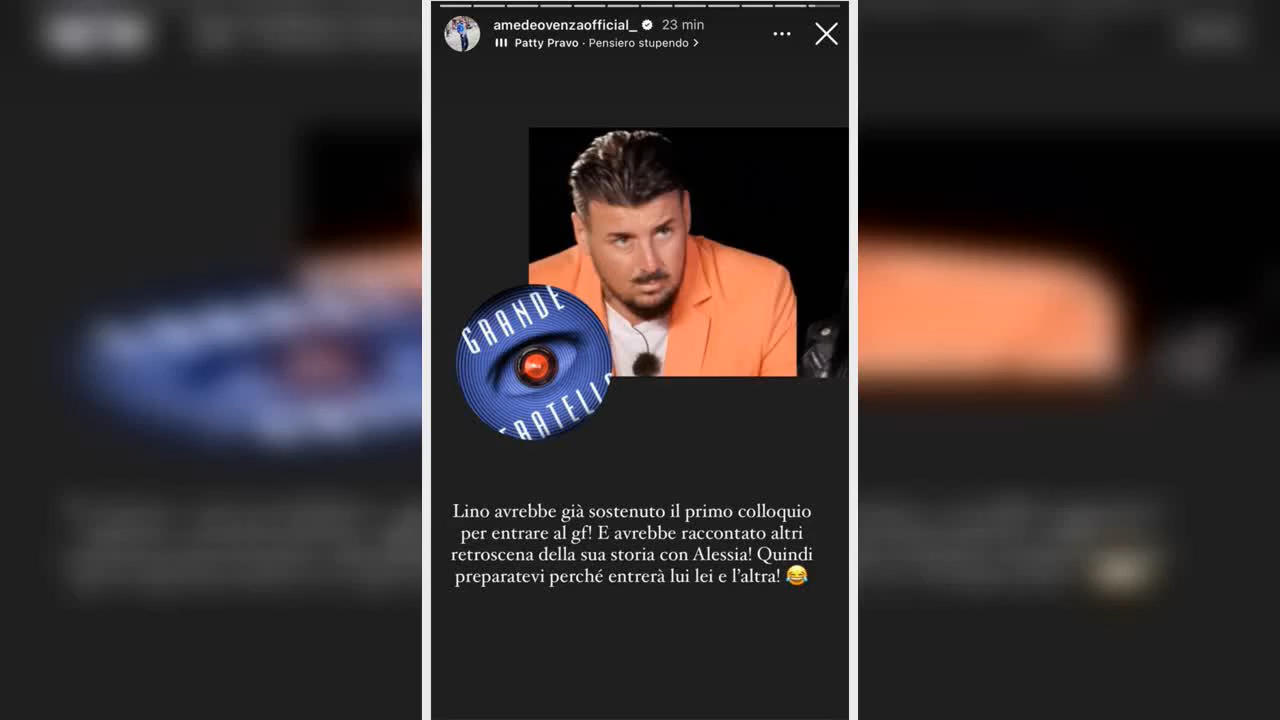 amedeovenzaofficial_ 23 min
Patty Pravo · Pensiero stupendo >
GRANDE
FRATELLO
Lino avrebbe già sostenuto il primo colloquio
per entrare al gf! E avrebbe raccontato altri
retroscena della sua storia con Alessia! Quindi
preparatevi perché entrerà lui lei e l'altra! 😂